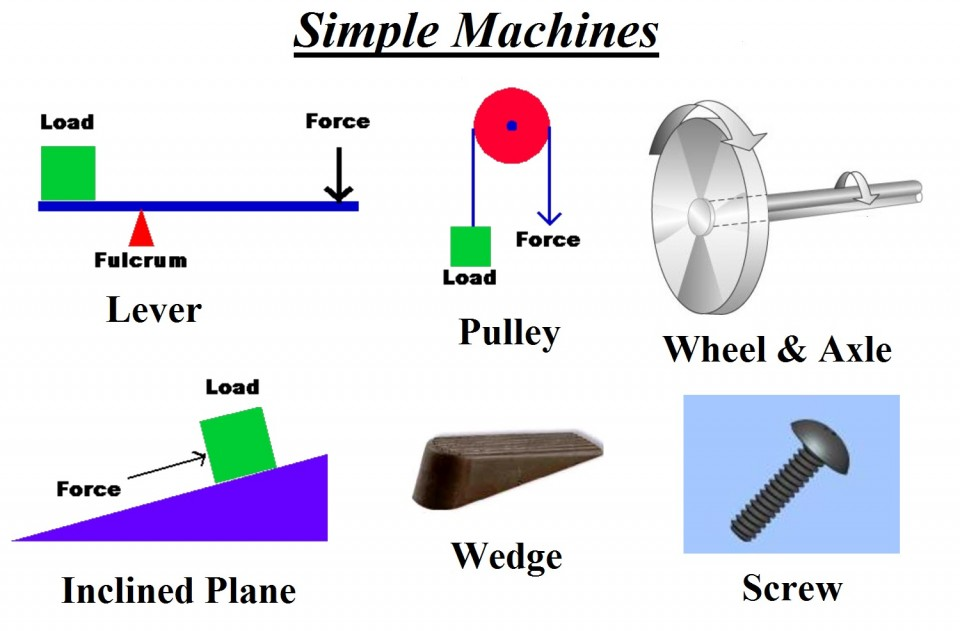 Simple Machines
Load
Force
Fulcrum
Lever
Load
Force
Pulley
Wheel & Axle
Load
Force
Inclined Plane
Wedge
Screw